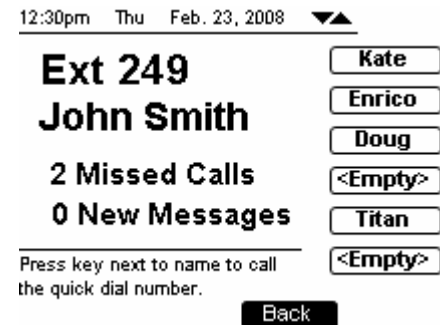 12:30pm Thu Feb. 23, 2008
Ext 249
John Smith
2 Missed Calls
0 New Messages
Press key next to name to call
the quick dial number.
Kate
Enrico
Doug
<Empty>
Titan
<Empty>
Back